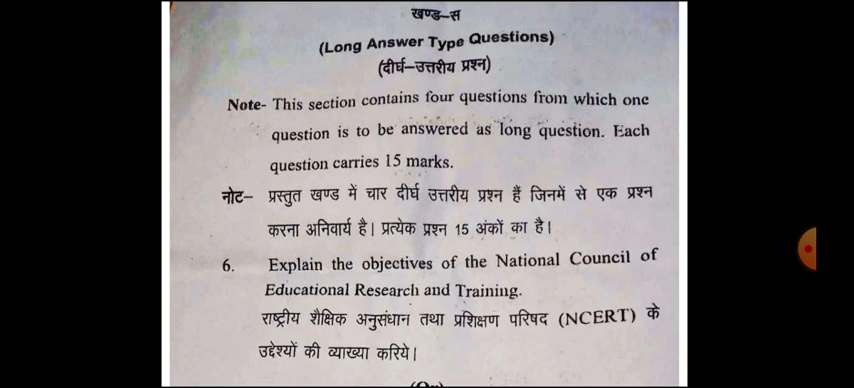 खण्ड–स
(Long Answer Type Questions)
(दीर्घ–उत्तरीय प्रश्न)
Note- This section contains four questions from which one
question is to be answered as long question. Each
question carries 15 marks.
नोट– प्रस्तुत खण्ड में चार दीर्घ उत्तरीय प्रश्न हैं जिनमें से एक प्रश्न
करना अनिवार्य है। प्रत्येक प्रश्न 15 अंकों का है।
6. Explain the objectives of the National Council of
Educational Research and Training.
राष्ट्रीय शैक्षिक अनुसंधान तथा प्रशिक्षण परिषद (NCERT) के
उद्देश्यों की व्याख्या करिये।
(Or)